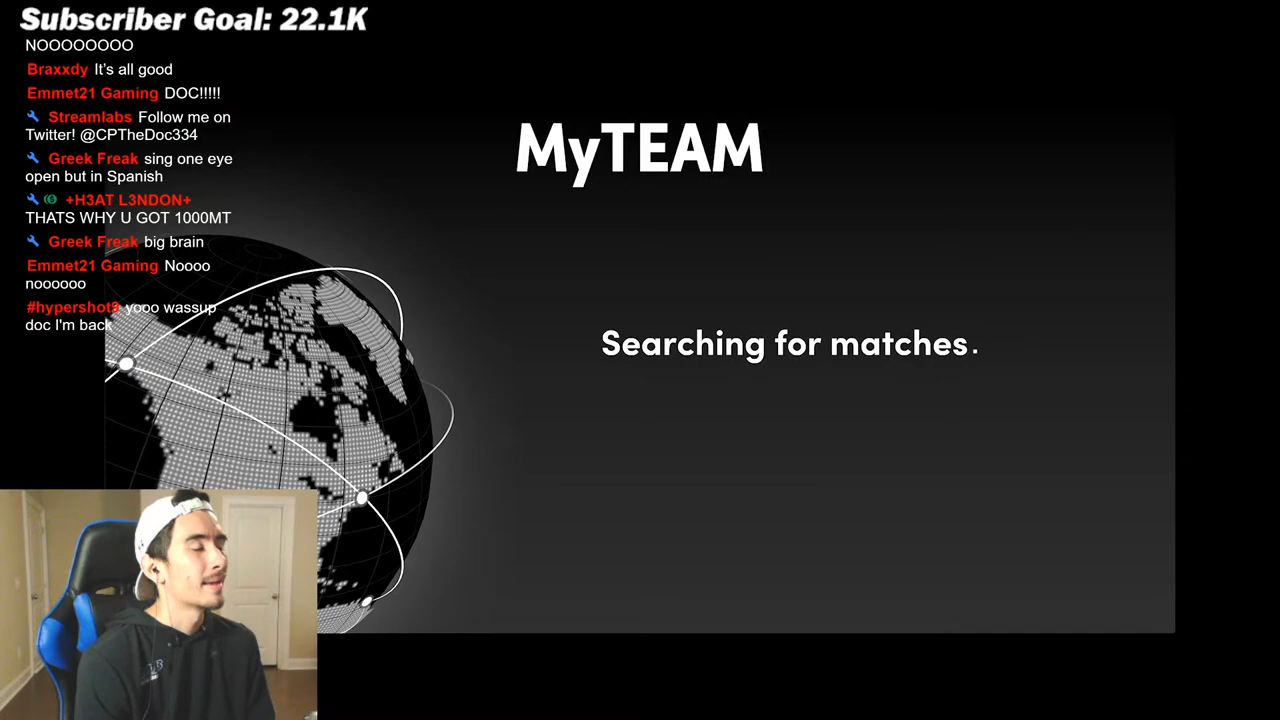 Subscriber Goal: 22.1K
NOOOOOOOO
Braxxdy It's all good
Emmet21 Gaming DOC!!!!!
Streamlabs Follow me on
Twitter! @CPTheDoc334
Greek Freak sing one eye
open but in Spanish
+H3AT L3NDON+
THATS WHY U GOT 1000MT
Greek Freak big brain
Emmet21 Gaming Noooo
nooooo
#hypershot9 yooo wassup
doc I'm back
MyTEAM
Searching for matches.